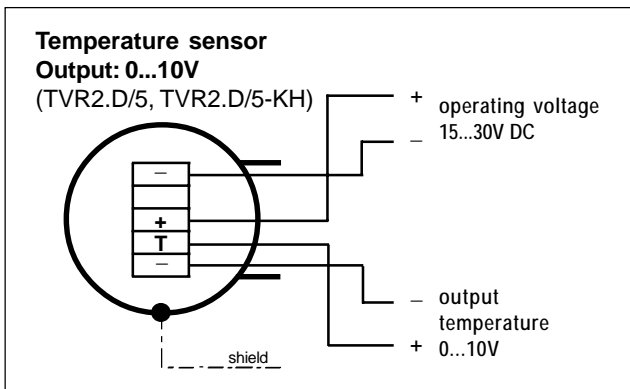 Temperature sensor
Output: 0...10V
(TVR2.D/5, TVR2.D/5-KH)
+ operating voltage
15...30V DC
–
–
+
T
–
– output
temperature
+ 0...10V
shield